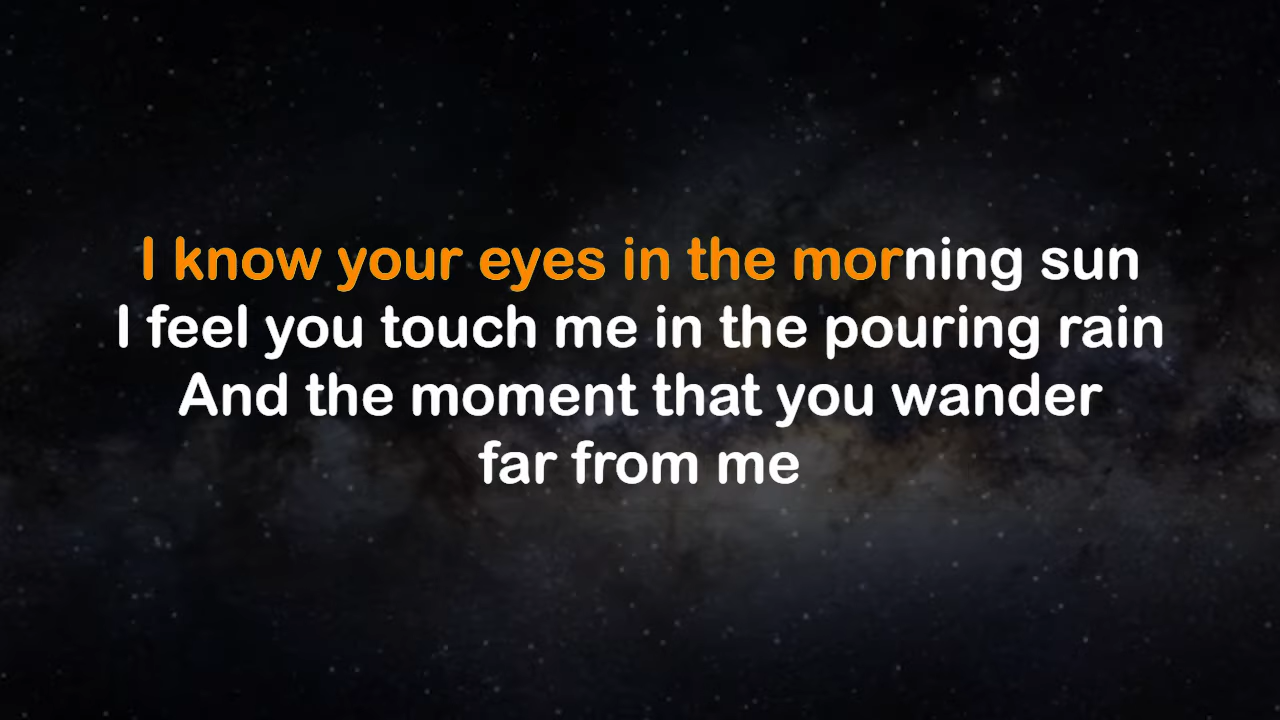 I know your eyes in the morning sun
I feel you touch me in the pouring rain
And the moment that you wander
far from me